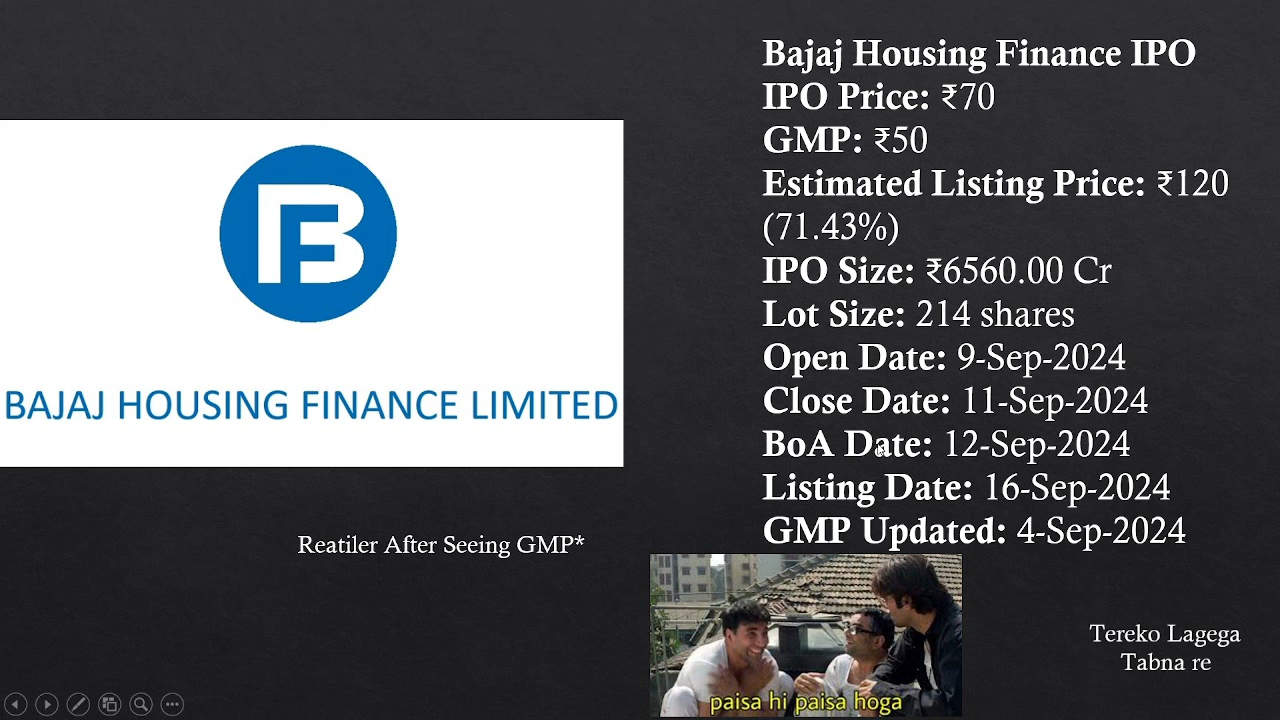 BAJAJ HOUSING FINANCE LIMITED
Reatiler After Seeing GMP*
Bajaj Housing Finance IPO
IPO Price: ₹70
GMP: ₹50
Estimated Listing Price: ₹120
(71.43%)
IPO Size: ₹6560.00 Cr
Lot Size: 214 shares
Open Date: 9-Sep-2024
Close Date: 11-Sep-2024
BoA Date: 12-Sep-2024
Listing Date: 16-Sep-2024
GMP Updated: 4-Sep-2024
paisa hi paisa hoga
Tereko Lagega
Tabna re